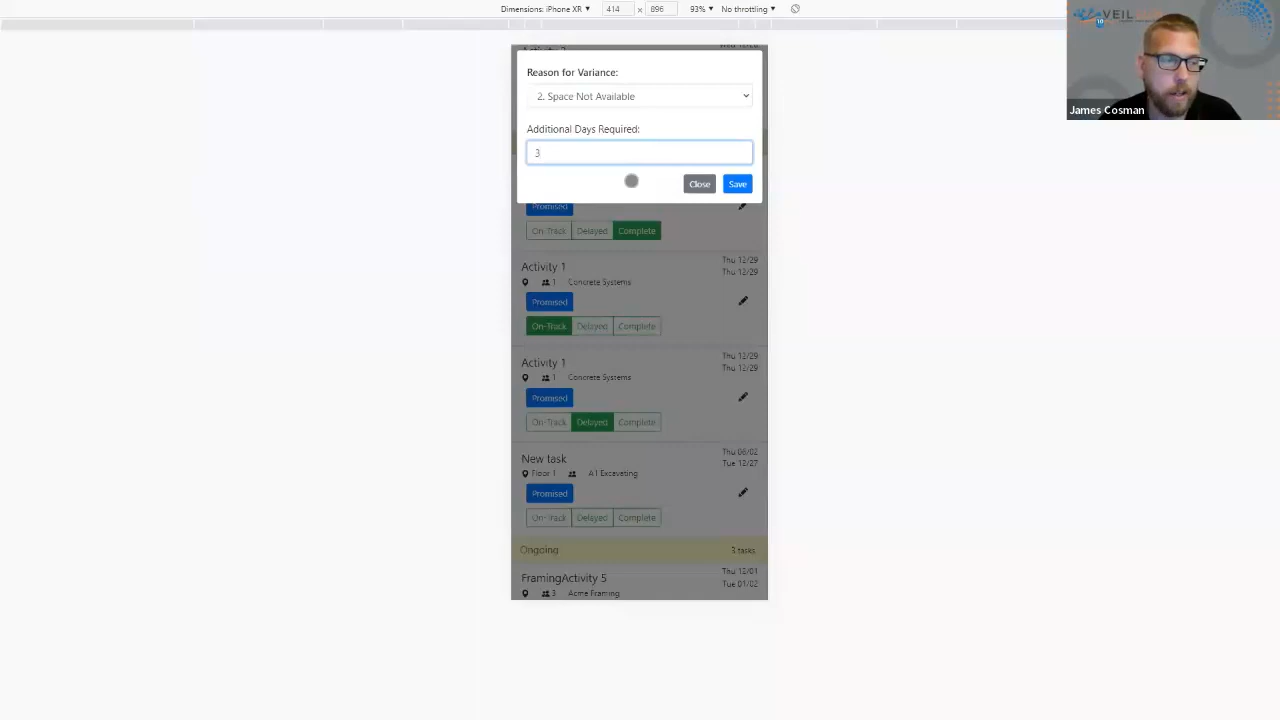 Dimensions: iPhone XR ▼ 414 × 896 93% ▼ No throttling ▼
VEIL
10
James Cosman
Reason for Variance:
2. Space Not Available
Additional Days Required:
3
Close Save
Promised
On-Track Delayed Complete
Activity 1 Thu 12/29
Thu 12/29
1 Concrete Systems
Promised
On-Track Delayed Complete
Activity 1 Thu 12/29
Thu 12/29
1 Concrete Systems
Promised
On-Track Delayed Complete
New task Thu 06/02
Tue 12/27
Floor 1 A1 Excavating
Promised
On-Track Delayed Complete
Ongoing 3 tasks
FramingActivity 5 Thu 12/01
Tue 01/02
3 Acme Framing